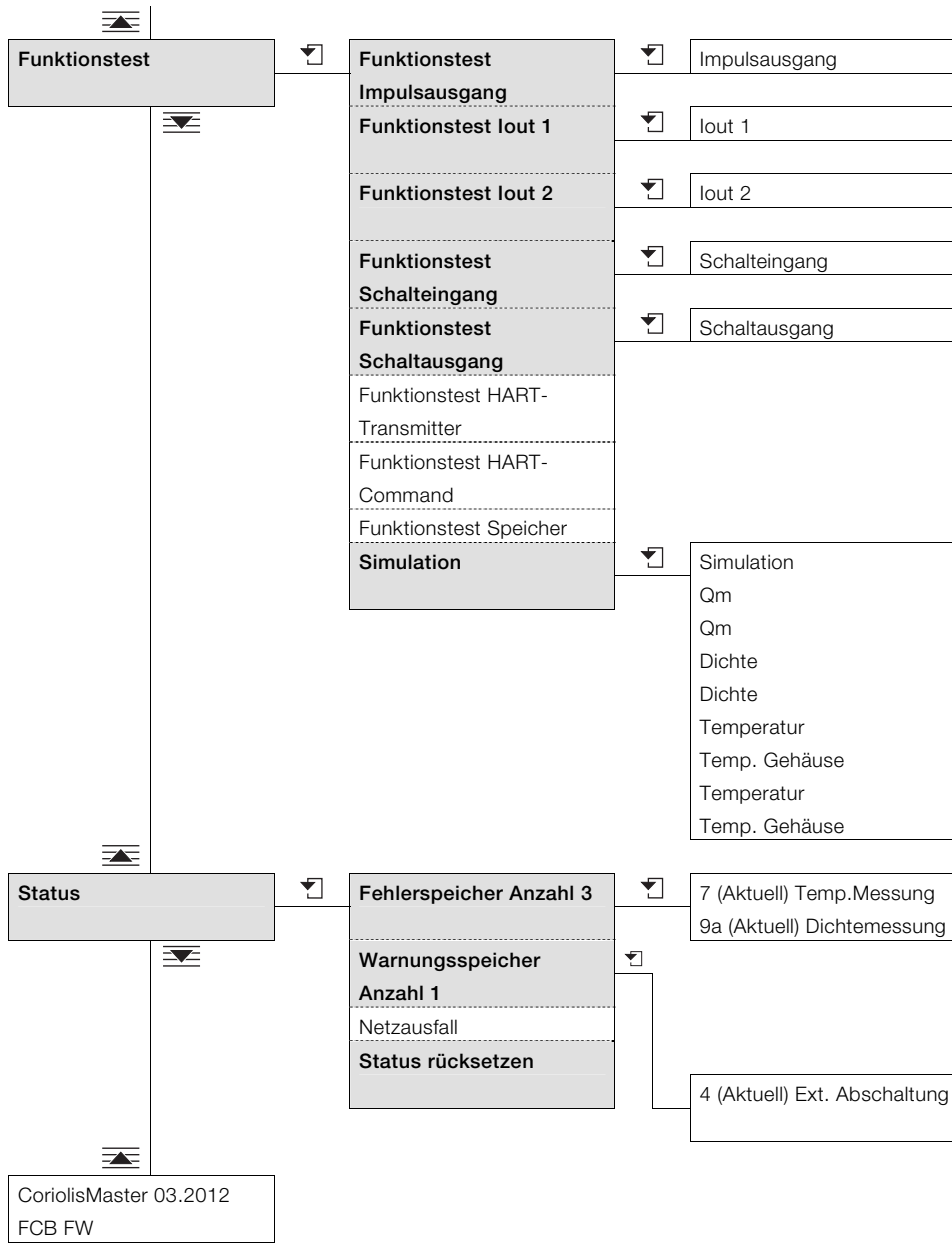 Funktionstest
Funktionstest
Impulsausgang
Impulsausgang
Funktionstest Iout 1
Iout 1
Funktionstest Iout 2
Iout 2
Funktionstest
Schalteingang
Schalteingang
Funktionstest
Schaltausgang
Schaltausgang
Funktionstest HART-
Transmitter
Funktionstest HART-
Command
Funktionstest Speicher
Simulation
Simulation
Qm
Qm
Dichte
Dichte
Temperatur
Temp. Gehäuse
Temperatur
Temp. Gehäuse
Status
Fehlerspeicher Anzahl 3
7 (Aktuell) Temp.Messung
9a (Aktuell) Dichtemessung
Warnungsspeicher
Anzahl 1
Netzausfall
Status rücksetzen
4 (Aktuell) Ext. Abschaltung
CoriolisMaster 03.2012
FCB FW